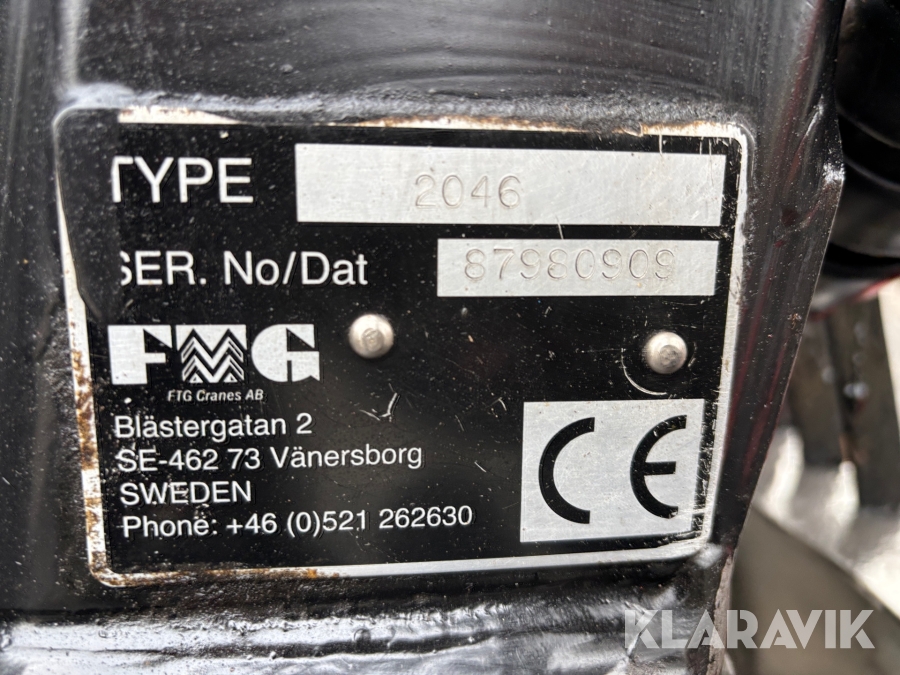 TYPE 2046
SER. No/Dat 87980909
FMG
FTG Cranes AB
Blästergatan 2
SE-462 73 Vänersborg
SWEDEN
Phone: +46 (0)521 262630
CE
KLARAVIK